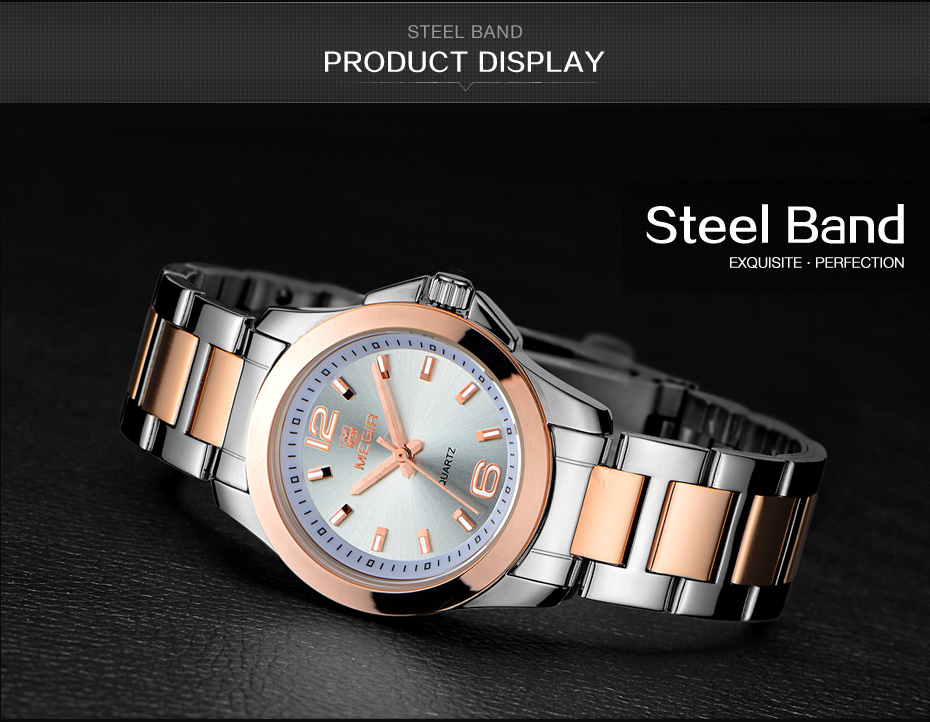 STEEL BAND
PRODUCT DISPLAY
Steel Band
EXQUISITE · PERFECTION
12
MEGIR
QUARTZ
6